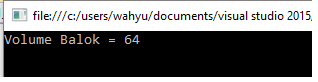 file:///c:/users/wahyu/documents/visual studio 2015/
Volume Balok = 64